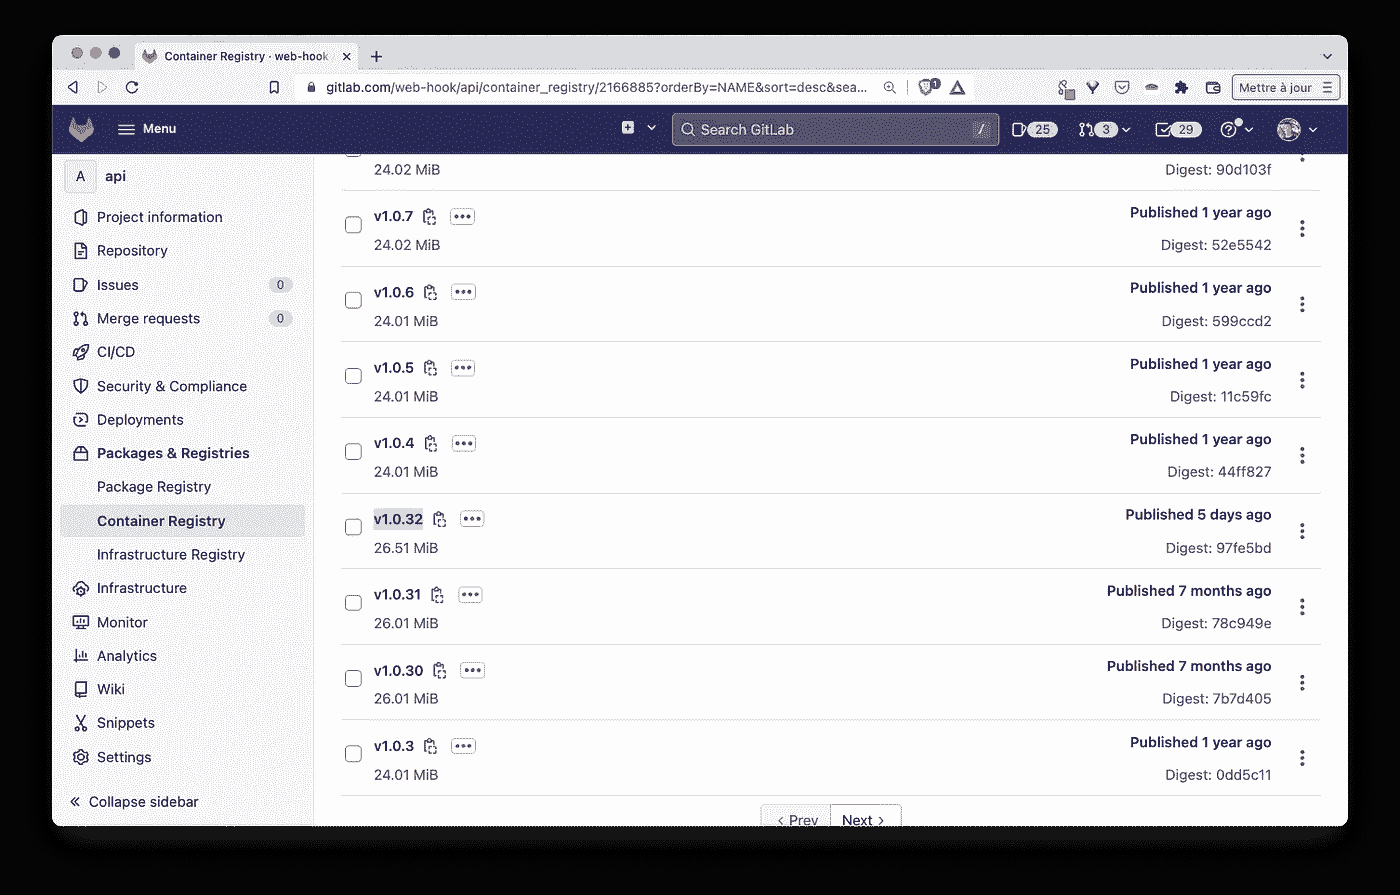 Container Registry · web-hook
gitlab.com/web-hook/api/container_registry/2166885?orderBy=NAME&sort=desc&sea...
1
Mettre à jour
Menu
Search GitLab
/
25
3
29
A
api
Project information
Repository
Issues
0
Merge requests
0
CI/CD
Security & Compliance
Deployments
Packages & Registries
Package Registry
Container Registry
Infrastructure Registry
Infrastructure
Monitor
Analytics
Wiki
Snippets
Settings
Collapse sidebar
24.02 MiB
Digest: 90d103f
v1.0.7
Published 1 year ago
24.02 MiB
Digest: 52e5542
v1.0.6
Published 1 year ago
24.01 MiB
Digest: 599ccd2
v1.0.5
Published 1 year ago
24.01 MiB
Digest: 11c59fc
v1.0.4
Published 1 year ago
24.01 MiB
Digest: 44ff827
v1.0.32
Published 5 days ago
26.51 MiB
Digest: 97fe5bd
v1.0.31
Published 7 months ago
26.01 MiB
Digest: 78c949e
v1.0.30
Published 7 months ago
26.01 MiB
Digest: 7b7d405
v1.0.3
Published 1 year ago
24.01 MiB
Digest: 0dd5c11
Prev
Next